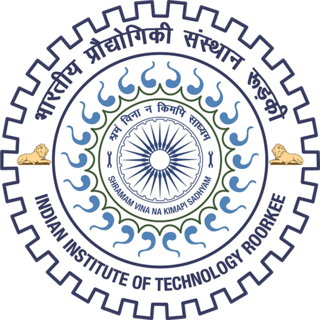 भारतीय प्रौद्योगिकी संस्थान रूड़की
श्रमं विना न किमपि साध्यम्
SHRAMAM VINA NA KIMAPI SADHYAM
INDIAN INSTITUTE OF TECHNOLOGY ROORKEE